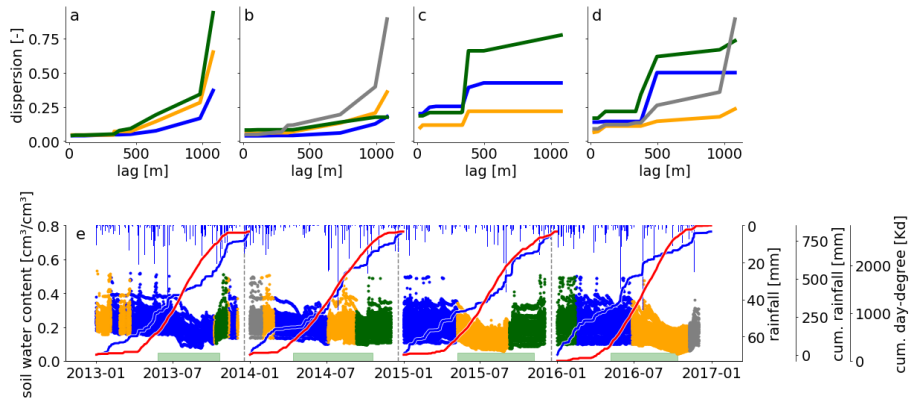 a b c d
dispersion [-]
0.75
0.50
0.25
0.00
0 500 1000 0 500 1000 0 500 1000 0 500 1000
lag [m] lag [m] lag [m] lag [m]
e
soil water content [cm³/cm³]
0.8
0.6
0.4
0.2
0.0
2013-01 2013-07 2014-01 2014-07 2015-01 2015-07 2016-01 2016-07 2017-01
0
20
40
60
rainfall [mm]
750
500
250
0
cum. rainfall [mm]
2000
1000
0
cum. day-degree [Kd]